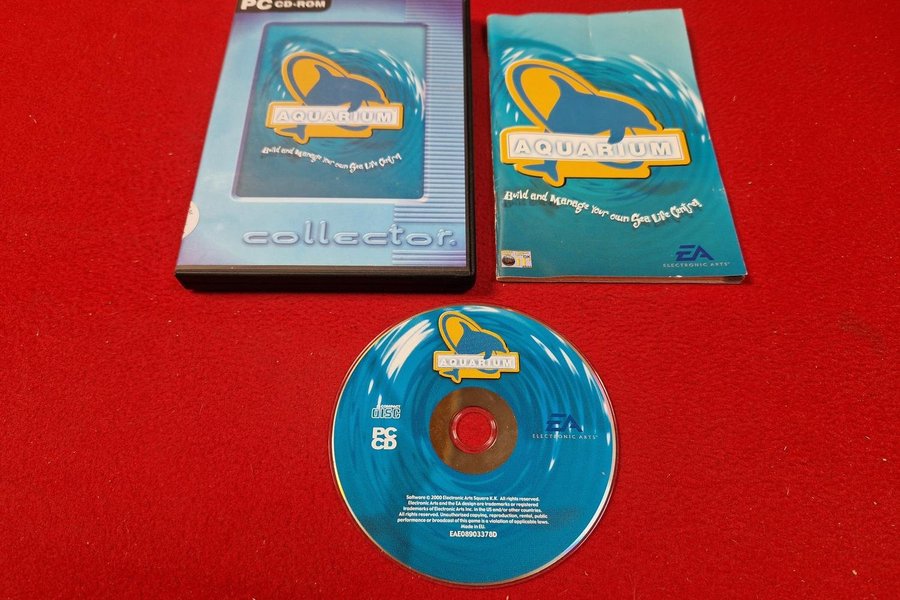 PC CD-ROM
AQUARIUM
Build and Manage Your own Sea Life Centre!
collector.
AQUARIUM
Build and Manage Your own Sea Life Centre!
EA
ELECTRONIC ARTS™
AQUARIUM
COMPACT
disc
PC
CD
EA
ELECTRONIC ARTS™
Software © 2000 Electronic Arts Square K.K. All rights reserved.
Electronic Arts and the EA design are trademarks or registered
trademarks of Electronic Arts Inc. in the US and/or other countries.
All rights reserved. Unauthorised copying, reproduction, rental, public
performance or broadcast of this game is a violation of applicable laws.
Made in EU.
EAE08903378D